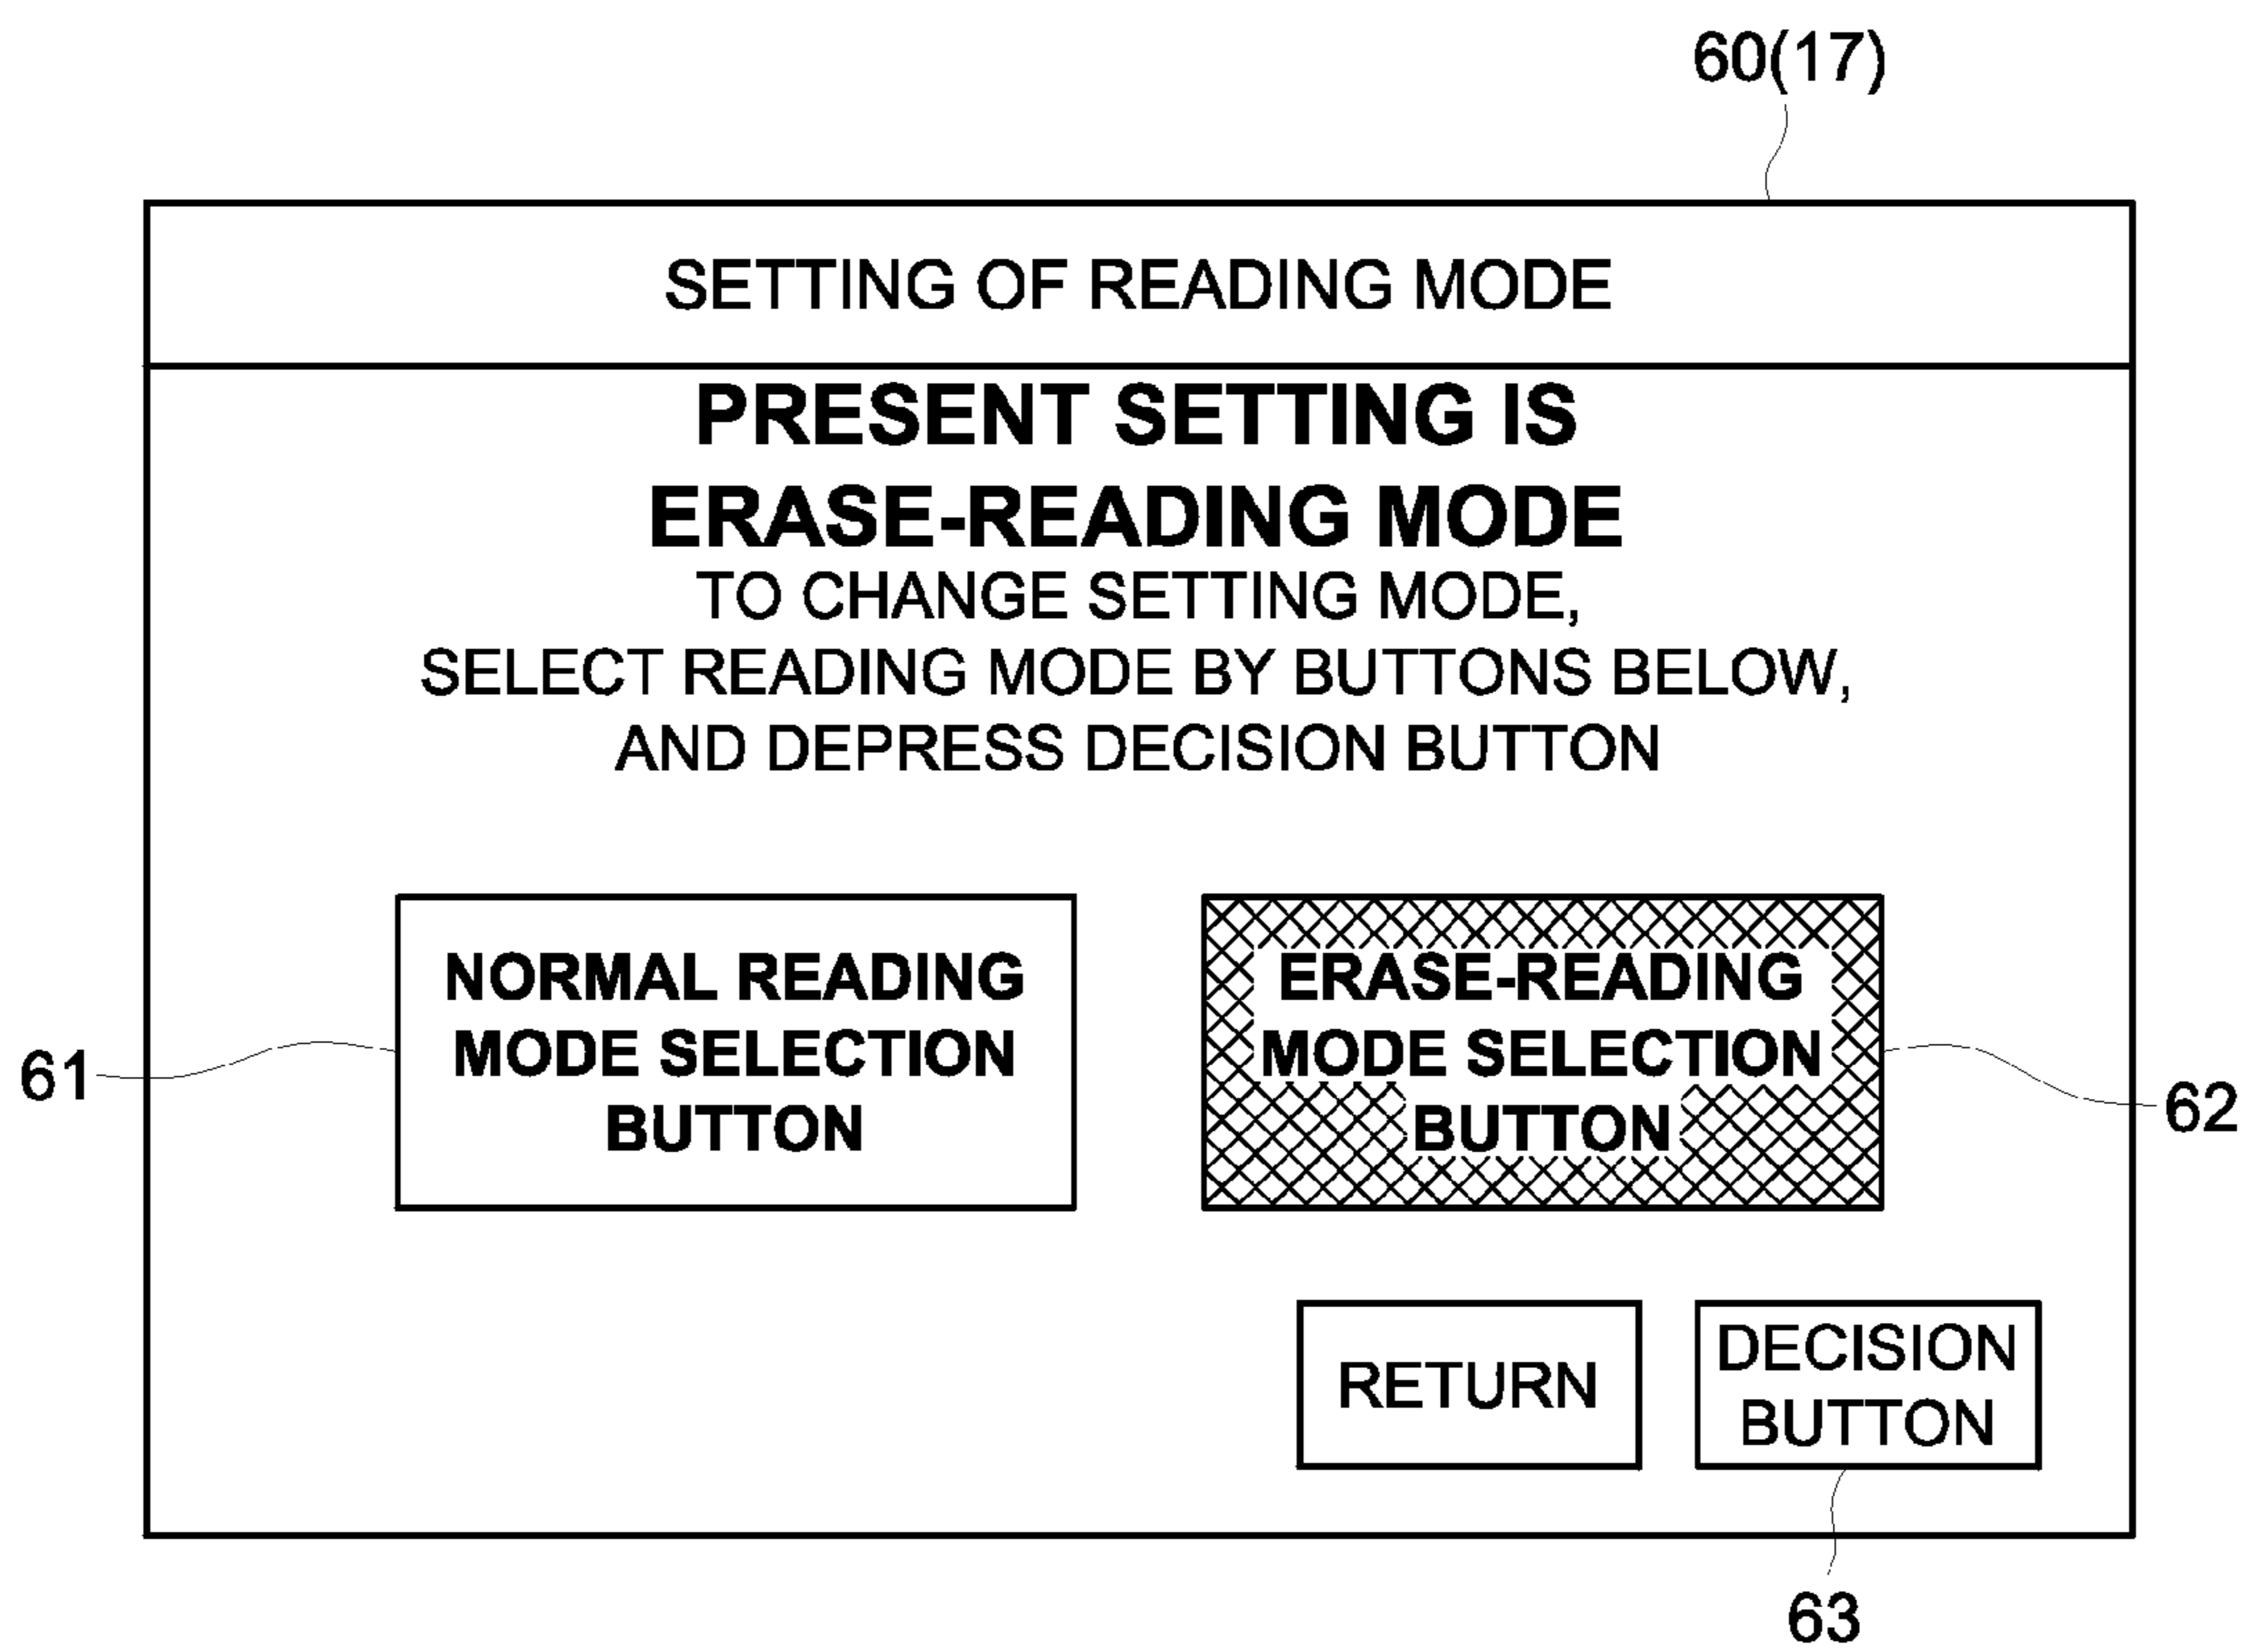 60(17)
SETTING OF READING MODE
PRESENT SETTING IS
ERASE-READING MODE
TO CHANGE SETTING MODE,
SELECT READING MODE BY BUTTONS BELOW,
AND DEPRESS DECISION BUTTON
NORMAL READING
MODE SELECTION
BUTTON
ERASE-READING
MODE SELECTION
BUTTON
61
62
RETURN
DECISION
BUTTON
63